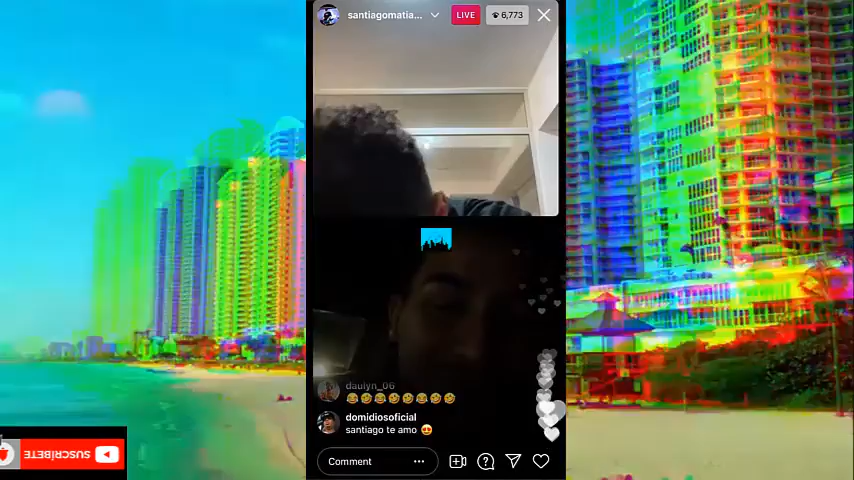 santiagomatia...
LIVE
6,773
daulyn_06
😂🤣😂🤣🤣😂🤣🤣
domidiosoficial
santiago te amo 😍
Comment
SUSCRÍBETE